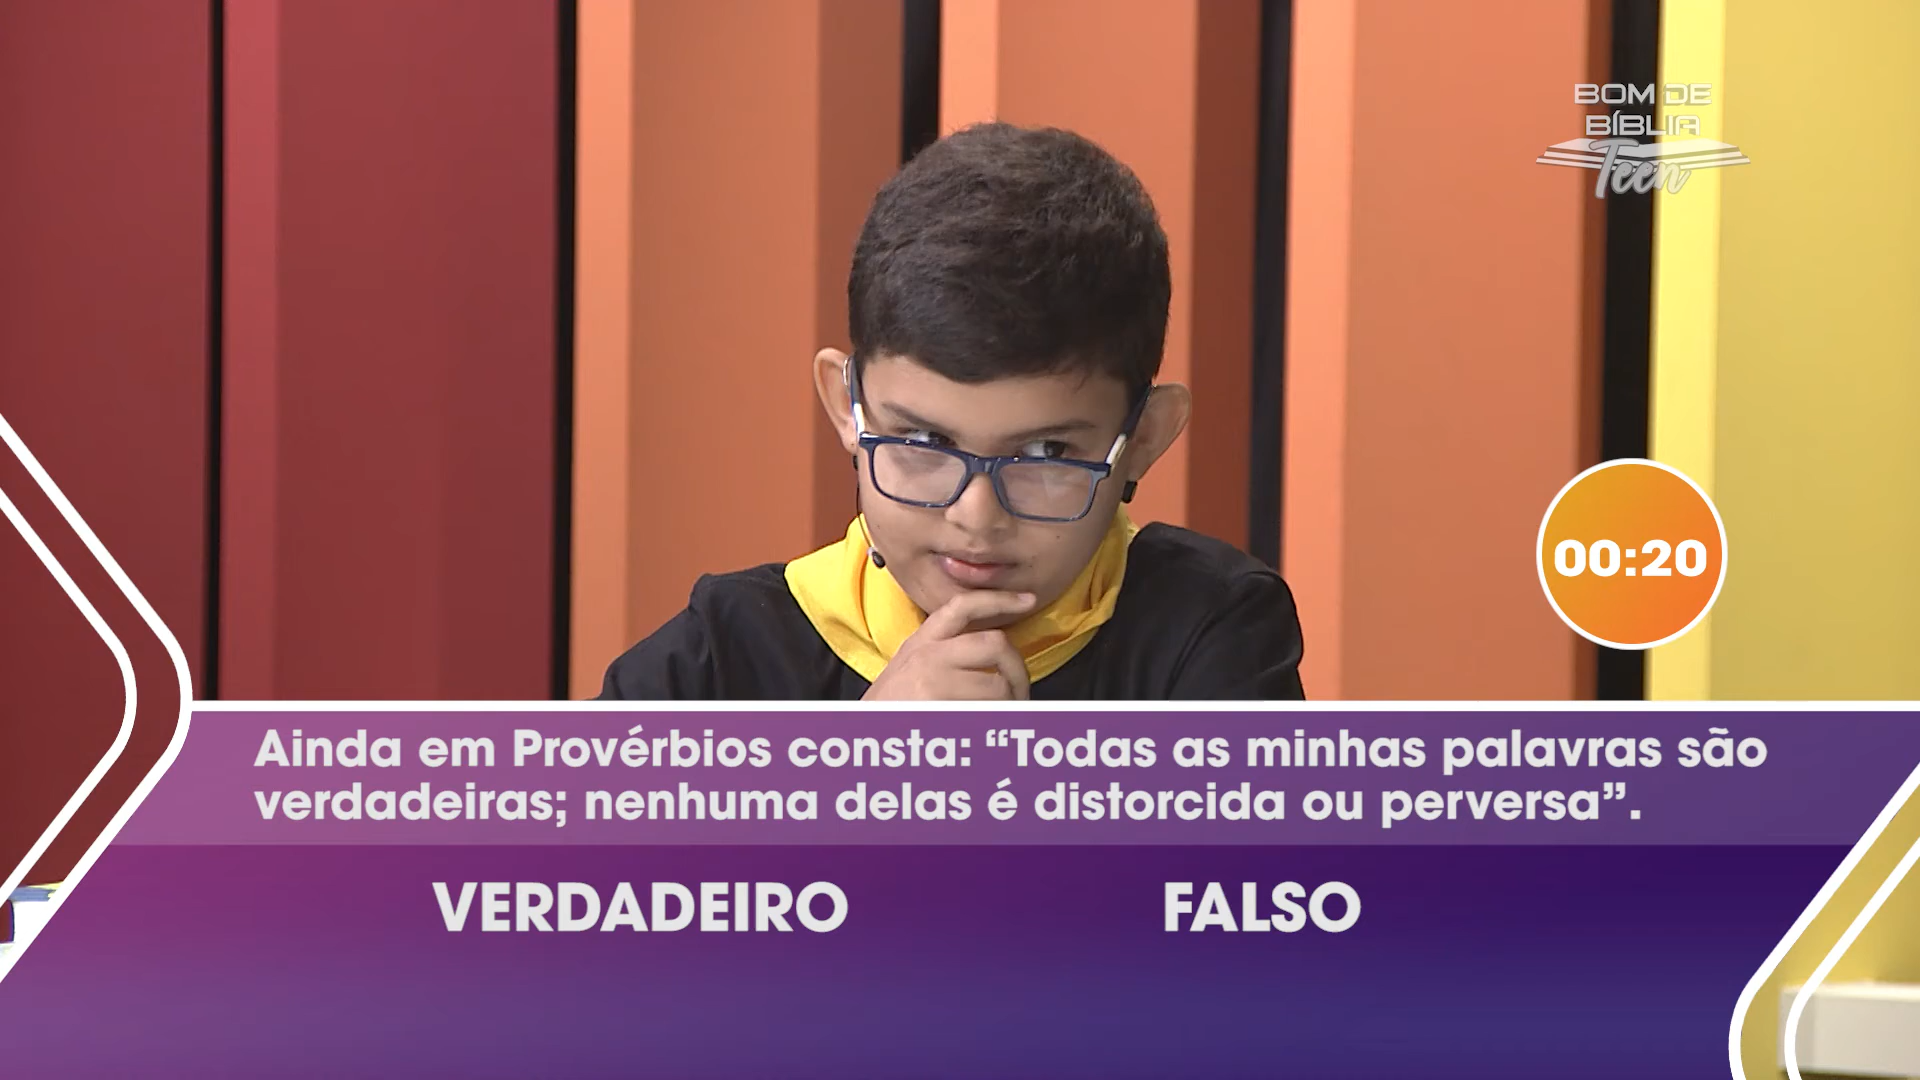 BOM DE
BÍBLIA
Teen
00:20
Ainda em Provérbios consta: “Todas as minhas palavras são
verdadeiras; nenhuma delas é distorcida ou perversa”.
VERDADEIRO FALSO